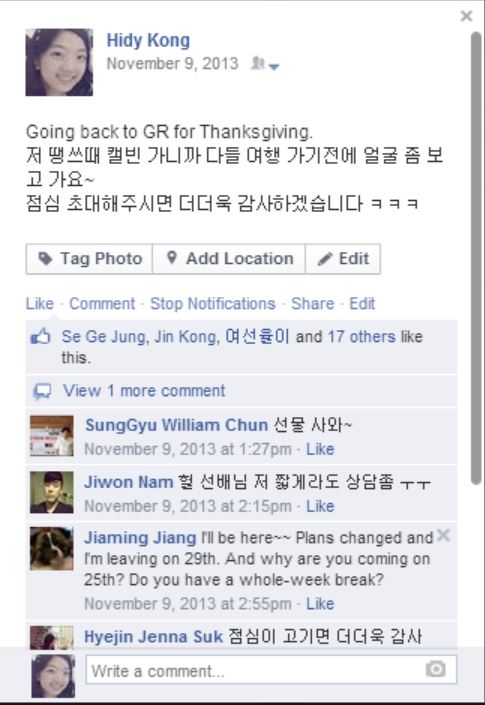 Hidy Kong
November 9, 2013
Going back to GR for Thanksgiving.
저 땡쓰때 캘빈 가니까 다들 여행 가기전에 얼굴 좀 보
고 가요~
점심 초대해주시면 더더욱 감사하겠습니다 ㅋㅋㅋ
Tag Photo Add Location Edit
Like · Comment · Stop Notifications · Share · Edit
Se Ge Jung, Jin Kong, 여선율이 and 17 others like
this.
View 1 more comment
SungGyu William Chun 선물 사와~
November 9, 2013 at 1:27pm · Like
Jiwon Nam 헐 선배님 저 짧게라도 상담좀 ㅜㅜ
November 9, 2013 at 2:15pm · Like
Jiaming Jiang I'll be here~~ Plans changed and
I'm leaving on 29th. And why are you coming on
25th? Do you have a whole-week break?
November 9, 2013 at 2:55pm · Like
Hyejin Jenna Suk 점심이 고기면 더더욱 감사
Write a comment...